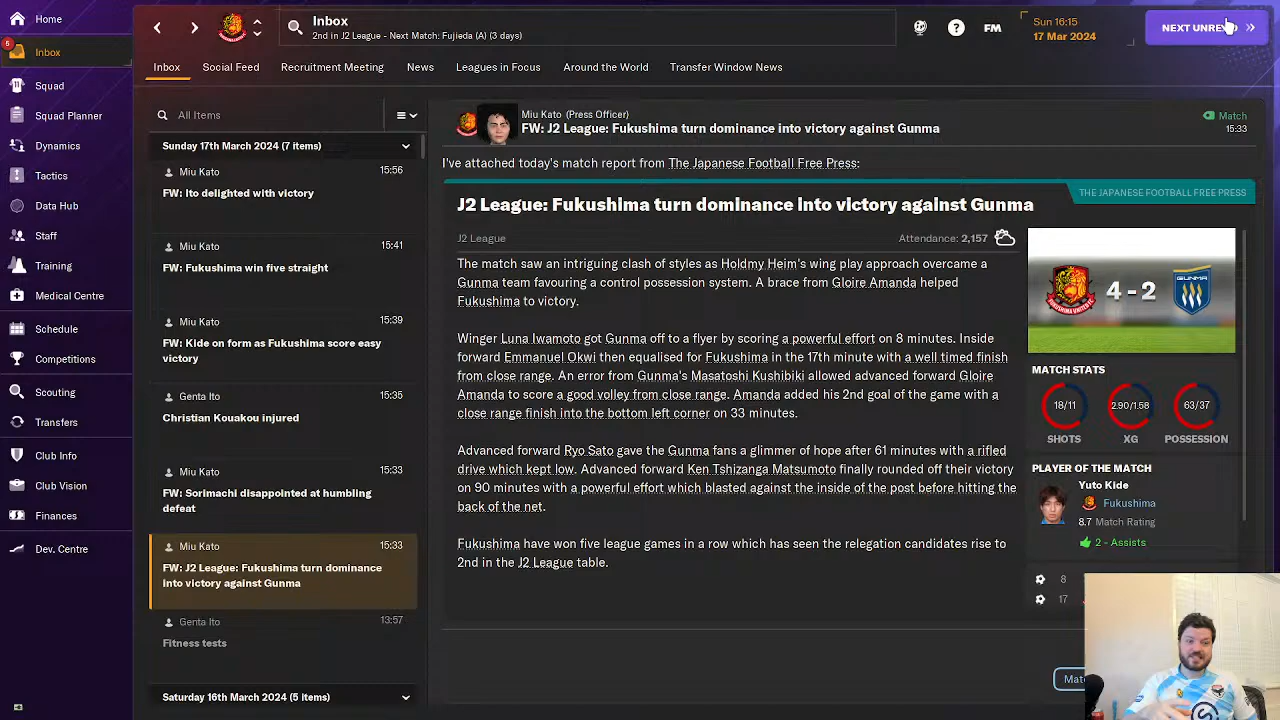 Home
5
Inbox
Squad
Squad Planner
Dynamics
Tactics
Data Hub
Staff
Training
Medical Centre
Schedule
Competitions
Scouting
Transfers
Club Info
Club Vision
Finances
Dev. Centre
Inbox
2nd in J2 League - Next Match: Fujieda (A) (3 days)
?
FM
Sun 16:15
17 Mar 2024
Inbox
Social Feed
Recruitment Meeting
News
Leagues in Focus
Around the World
Transfer Window News
All Items
Sunday 17th March 2024 (7 items)
Miu Kato 15:56
FW: Ito delighted with victory
Miu Kato 15:41
FW: Fukushima win five straight
Miu Kato 15:39
FW: Kide on form as Fukushima score easy
victory
Genta Ito 15:35
Christian Kouakou injured
Miu Kato 15:33
FW: Sorimachi disappointed at humbling
defeat
Miu Kato 15:33
FW: J2 League: Fukushima turn dominance
into victory against Gunma
Genta Ito 13:57
Fitness tests
Saturday 16th March 2024 (5 items)
Miu Kato (Press Officer)
FW: J2 League: Fukushima turn dominance into victory against Gunma
Match
15:33
I've attached today's match report from The Japanese Football Free Press:
THE JAPANESE FOOTBALL FREE PRESS
J2 League: Fukushima turn dominance into victory against Gunma
J2 League
Attendance: 2,157
The match saw an intriguing clash of styles as Holdmy Heim's wing play approach overcame a
Gunma team favouring a control possession system. A brace from Gloire Amanda helped
Fukushima to victory.
Winger Luna Iwamoto got Gunma off to a flyer by scoring a powerful effort on 8 minutes. Inside
forward Emmanuel Okwi then equalised for Fukushima in the 17th minute with a well timed finish
from close range. An error from Gunma's Masatoshi Kushibiki allowed advanced forward Gloire
Amanda to score a good volley from close range. Amanda added his 2nd goal of the game with a
close range finish into the bottom left corner on 33 minutes.
Advanced forward Ryo Sato gave the Gunma fans a glimmer of hope after 61 minutes with a rifled
drive which kept low. Advanced forward Ken Tshizanga Matsumoto finally rounded off their victory
on 90 minutes with a powerful effort which blasted against the inside of the post before hitting the
back of the net.
Fukushima have won five league games in a row which has seen the relegation candidates rise to
2nd in the J2 League table.
4 - 2
GUNMA
MATCH STATS
18/11
2.90/1.58
63/37
SHOTS
XG
POSSESSION
PLAYER OF THE MATCH
Yuto Kide
Fukushima
8.7 Match Rating
2 - Assists
8
17
NEXT